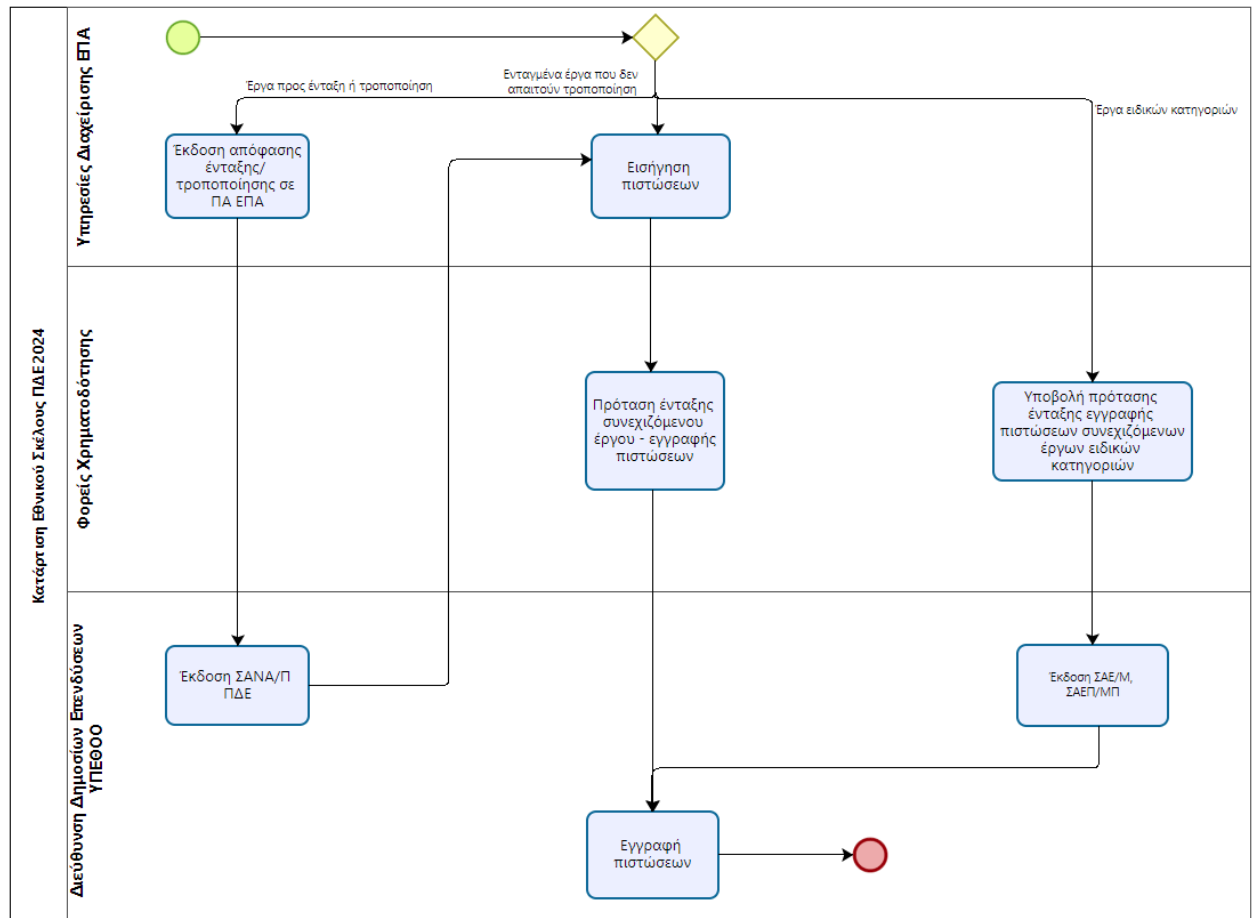 Κατάρτιση Εθνικού Σκέλους ΠΔΕ2024
Υπηρεσίες Διαχείρισης ΕΠΑ
Έργα προς ένταξη ή τροποποίηση
Ενταγμένα έργα που δεν
απαιτούν τροποποίηση
Έργα ειδικών κατηγοριών
Έκδοση απόφασης
ένταξης/
τροποποίησης σε
ΠΑ ΕΠΑ
Εισήγηση
πιστώσεων
Φορείς Χρηματοδότησης
Πρόταση ένταξης
συνεχιζόμενου
έργου - εγγραφής
πιστώσεων
Υποβολή πρότασης
ένταξης εγγραφής
πιστώσεων συνεχιζόμενων
έργων ειδικών
κατηγοριών
Διεύθυνση Δημοσίων Επενδύσεων
ΥΠΕΘΟΟ
Έκδοση ΣΑΝΑ/Π
ΠΔΕ
Έκδοση ΣΑΕ/Μ,
ΣΑΕΠ/ΜΠ
Εγγραφή
πιστώσεων